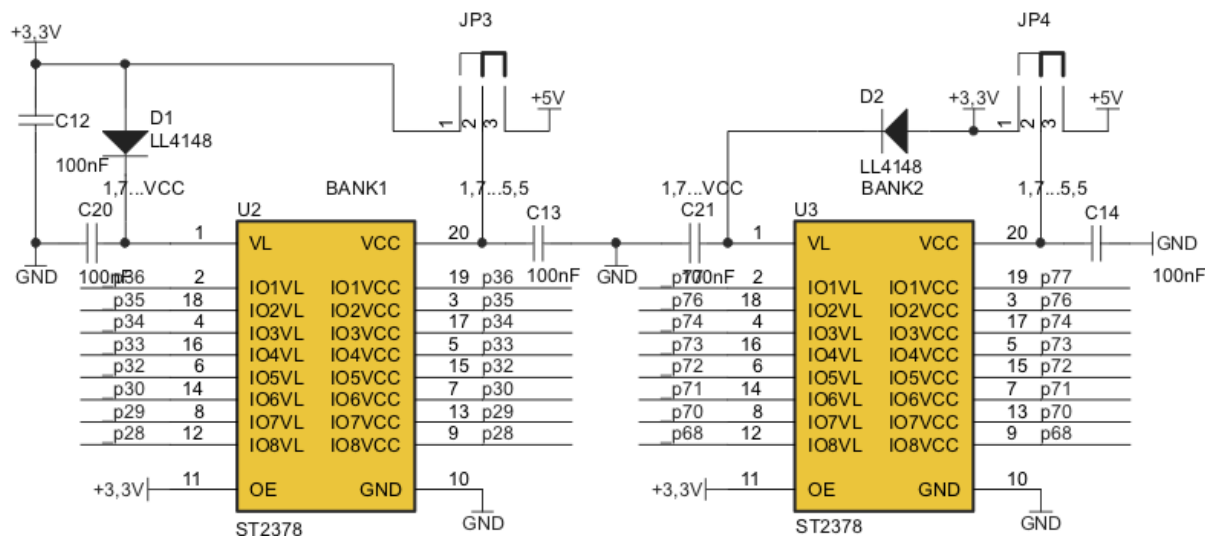 JP3 JP4
+3,3V
+5V D2 +3,3V +5V
C12 D1 1 2 3 1 2 3
LL4148
100nF LL4148
1,7...VCC BANK1 1,7...5,5 1,7...VCC BANK2 1,7...5,5
C20 U2 C13 C21 U3 C14
1 VL VCC 20 1 VL VCC 20
GND 100nF 100nF GND 100nF GND 100nF
_p36 2 IO1VL IO1VCC 19 p36 _p77 2 IO1VL IO1VCC 19 p77
_p35 18 IO2VL IO2VCC 3 p35 _p76 18 IO2VL IO2VCC 3 p76
_p34 4 IO3VL IO3VCC 17 p34 _p74 4 IO3VL IO3VCC 17 p74
_p33 16 IO4VL IO4VCC 5 p33 _p73 16 IO4VL IO4VCC 5 p73
_p32 6 IO5VL IO5VCC 15 p32 _p72 6 IO5VL IO5VCC 15 p72
_p30 14 IO6VL IO6VCC 7 p30 _p71 14 IO6VL IO6VCC 7 p71
_p29 8 IO7VL IO7VCC 13 p29 _p70 8 IO7VL IO7VCC 13 p70
_p28 12 IO8VL IO8VCC 9 p28 _p68 12 IO8VL IO8VCC 9 p68
+3,3V 11 OE GND 10 +3,3V 11 OE GND 10
ST2378 GND ST2378 GND